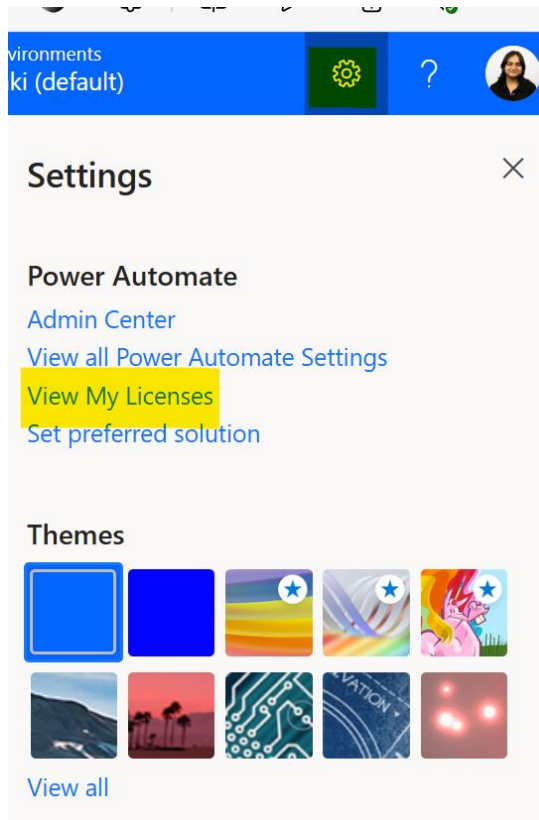 vironments
ki (default)
?
Settings
Power Automate
Admin Center
View all Power Automate Settings
View My Licenses
Set preferred solution
Themes
VATION
View all